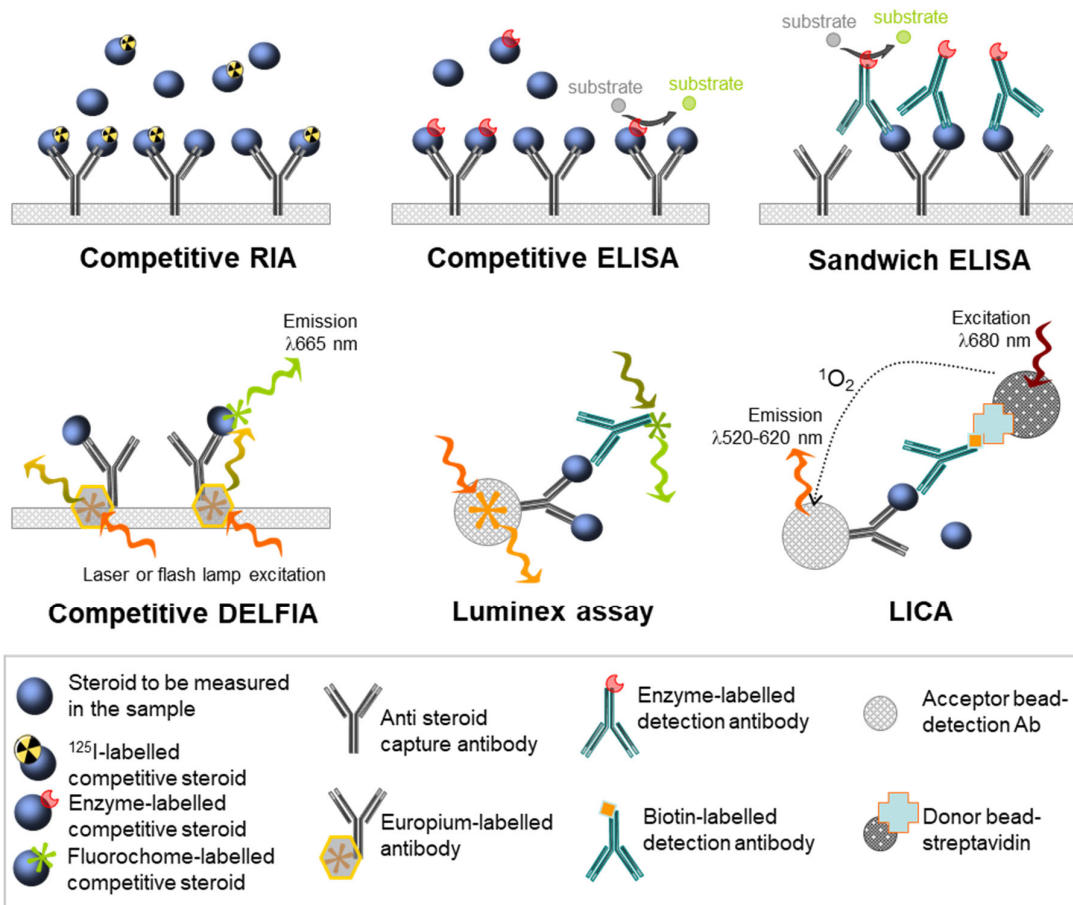 substrate
substrate
Competitive RIA
substrate
substrate
Competitive ELISA
Sandwich ELISA
Emission
λ665 nm
Laser or flash lamp excitation
Competitive DELFIA
Luminex assay
Excitation
λ680 nm
¹O₂
Emission
λ520-620 nm
LICA
Steroid to be measured
in the sample
¹²⁵I-labelled
competitive steroid
Enzyme-labelled
competitive steroid
Fluorochome-labelled
competitive steroid
Anti steroid
capture antibody
Europium-labelled
antibody
Enzyme-labelled
detection antibody
Biotin-labelled
detection antibody
Acceptor bead-
detection Ab
Donor bead-
streptavidin